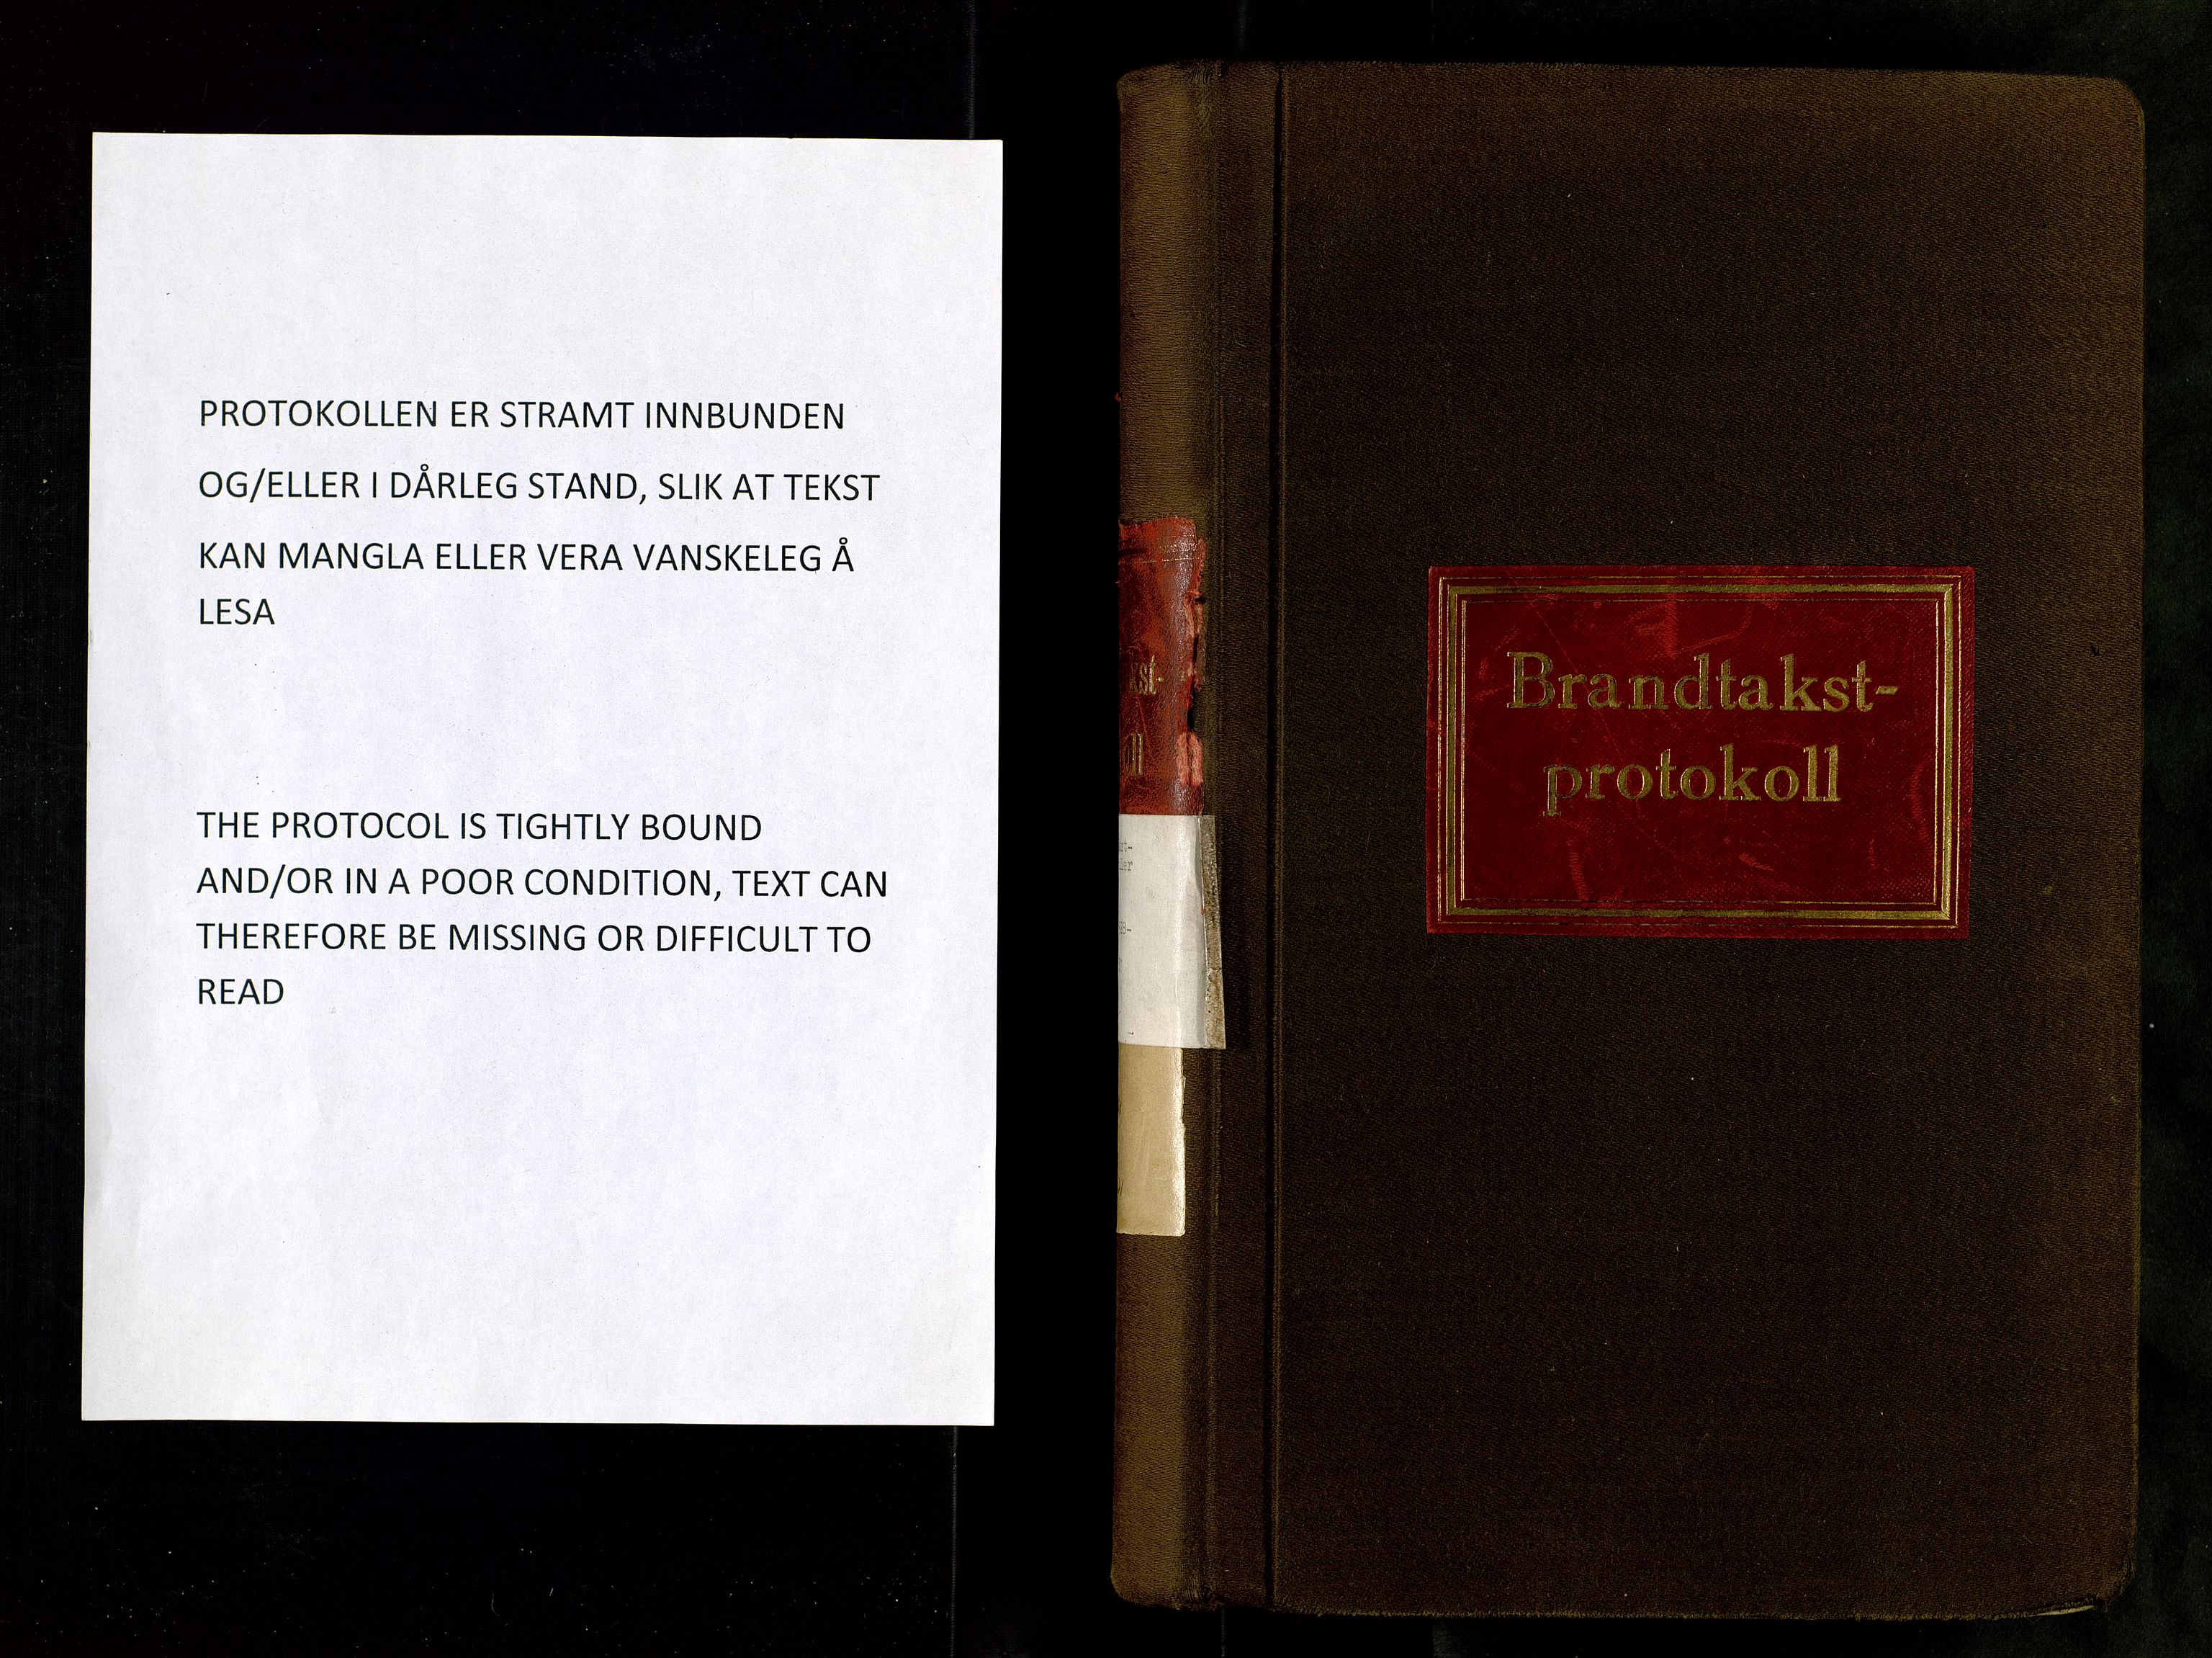 PROTOKOLLEN ER STRAMT INNBUNDEN
OG/ELLER I DÅRLEG STAND, SLIK AT TEKST
KAN MANGLA ELLER VERA VANSKELEG Å
LESA
THE PROTOCOL IS TIGHTLY BOUND
AND/OR IN A POOR CONDITION, TEXT CAN
THEREFORE BE MISSING OR DIFFICULT TO
READ
Brandtakst-
protokoll